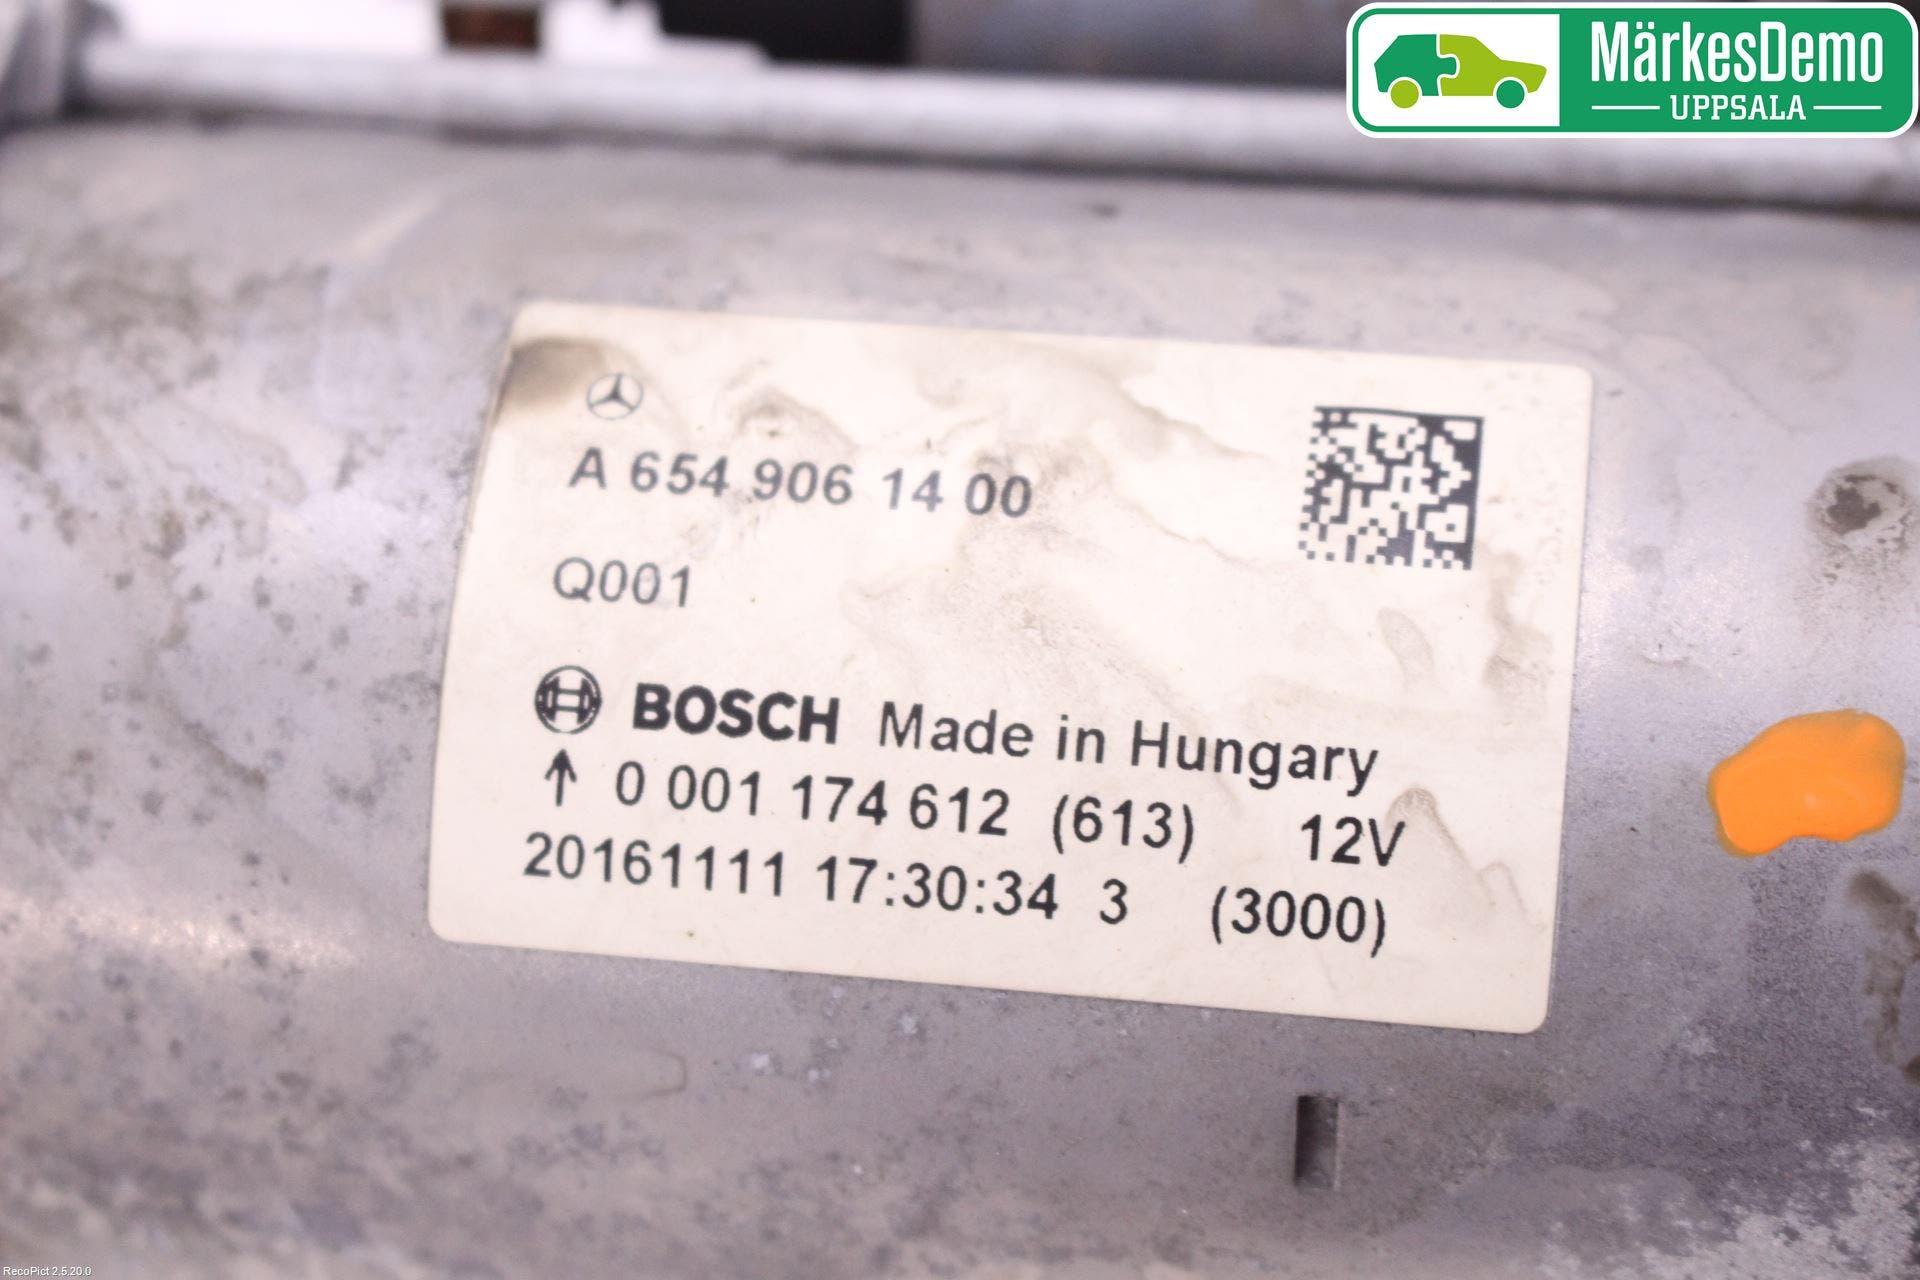 MärkesDemo
UPPSALA
A 654 906 14 00
Q001
BOSCH Made in Hungary
↑ 0 001 174 612 (613) 12V
20161111 17:30:34 3 (3000)
RecoPict 2.5.20.0